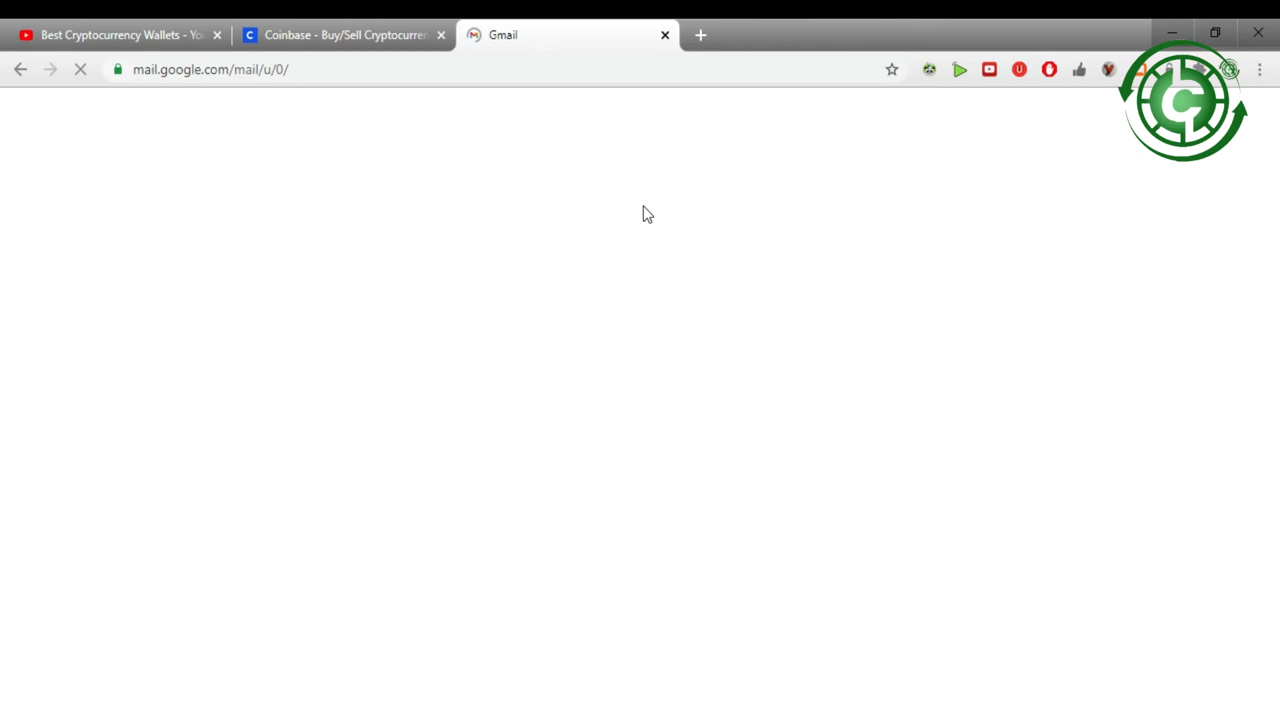 Best Cryptocurrency Wallets - Yo
Coinbase - Buy/Sell Cryptocurren
Gmail
mail.google.com/mail/u/0/